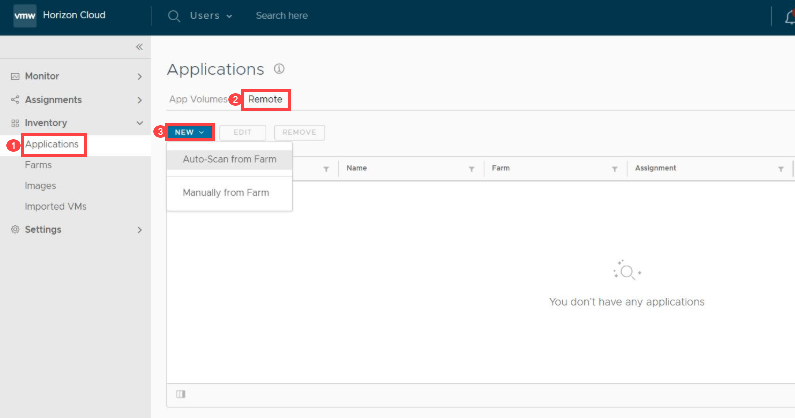 vmw Horizon Cloud Users Search here
«
Monitor
Assignments
Inventory
1 Applications
Farms
Images
Imported VMs
Settings
Applications
App Volumes 2 Remote
3 NEW EDIT REMOVE
Auto-Scan from Farm
Manually from Farm
Name Farm Assignment
You don't have any applications